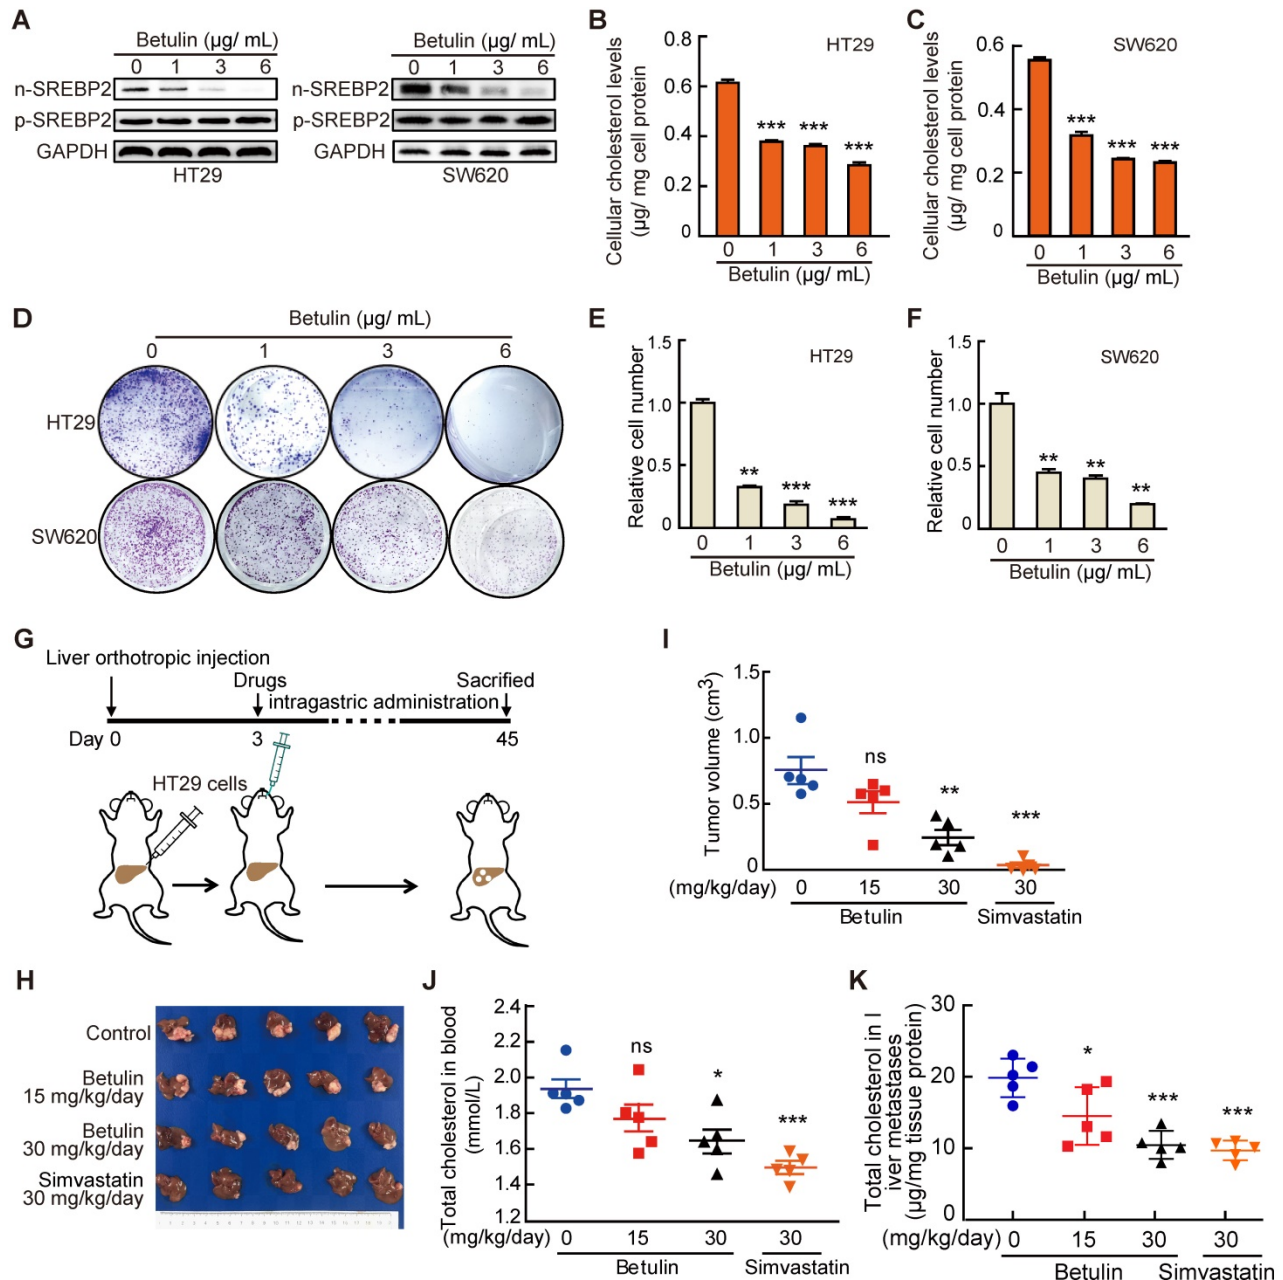 A
Betulin (µg/ mL)
0 1 3 6
n-SREBP2
p-SREBP2
GAPDH
HT29
Betulin (µg/ mL)
0 1 3 6
n-SREBP2
p-SREBP2
GAPDH
SW620
B
HT29
Cellular cholesterol levels
(µg/ mg cell protein)
0.8
0.6
0.4
0.2
0
*** *** ***
0 1 3 6
Betulin (µg/ mL)
C
SW620
Cellular cholesterol levels
(µg/ mg cell protein)
0.6
0.4
0.2
0
*** *** ***
0 1 3 6
Betulin (µg/ mL)
D
Betulin (µg/ mL)
0 1 3 6
HT29
SW620
E
HT29
Relative cell number
1.5
1.0
0.5
0
** *** ***
0 1 3 6
Betulin (µg/ mL)
F
SW620
Relative cell number
1.5
1.0
0.5
0
** ** **
0 1 3 6
Betulin (µg/ mL)
G
Liver orthotropic injection
Drugs Sacrified
intragastric administration
Day 0 3 45
HT29 cells
I
Tumor volume (cm³)
1.5
1.0
0.5
0
ns ** ***
(mg/kg/day) 0 15 30 30
Betulin Simvastatin
H
Control
Betulin
15 mg/kg/day
Betulin
30 mg/kg/day
Simvastatin
30 mg/kg/day
J
Total cholesterol in blood
(mmol/L)
2.4
2.2
2.0
1.8
1.6
1.4
1.2
ns * ***
(mg/kg/day) 0 15 30 30
Betulin Simvastatin
K
Total cholesterol in l
iver metastases
(µg/mg tissue protein)
30
20
10
0
* *** ***
(mg/kg/day) 0 15 30 30
Betulin Simvastatin